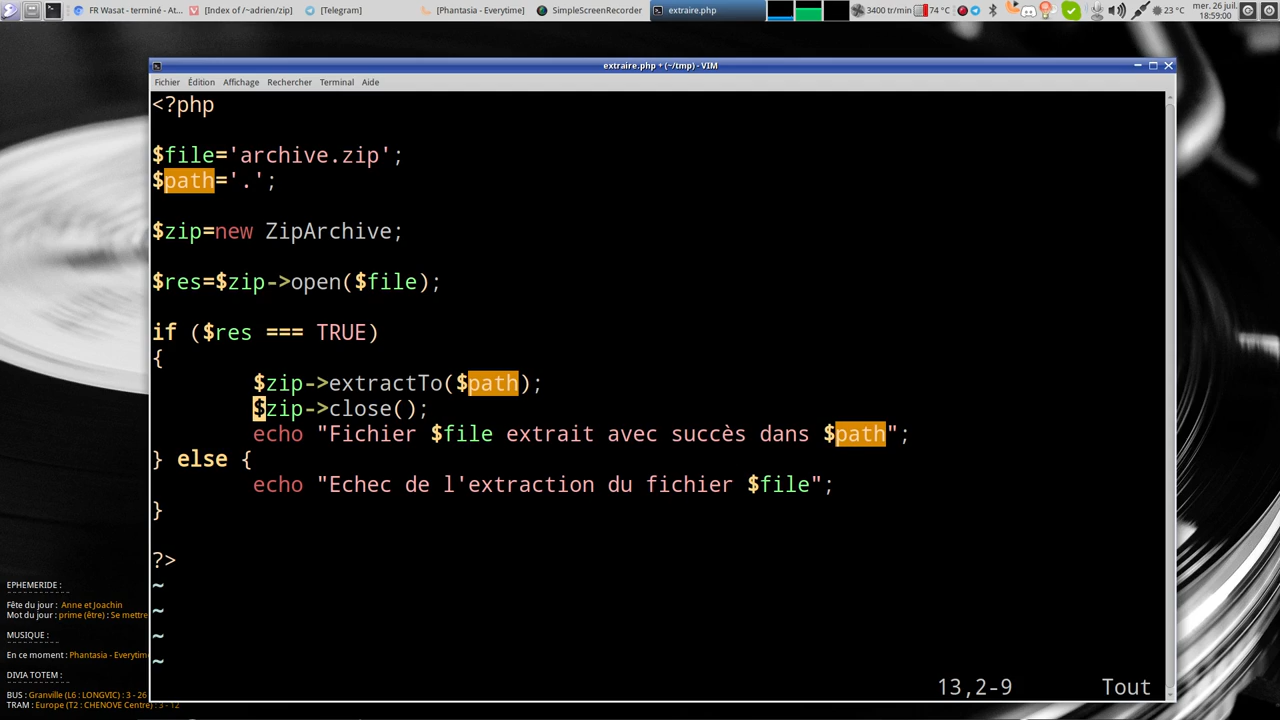 FR Wasat - terminé - At...
[Index of /~adrien/zip]
[Telegram]
[Phantasia - Everytime]
SimpleScreenRecorder
extraire.php
3400 tr/min
74 °C
23 °C
mer. 26 juil.
18:59:00
extraire.php + (~/tmp) - VIM
Fichier Édition Affichage Rechercher Terminal Aide
<?php
$file='archive.zip';
$path='.';
$zip=new ZipArchive;
$res=$zip->open($file);
if ($res === TRUE)
{
$zip->extractTo($path);
$zip->close();
echo "Fichier $file extrait avec succès dans $path";
} else {
echo "Echec de l'extraction du fichier $file";
}
?>
~
~
~
~
13,2-9 Tout
EPHEMERIDE :
Fête du jour : Anne et Joachin
Mot du jour : prime (être) : Se mettre
MUSIQUE :
En ce moment : Phantasia - Everytime
DIVIA TOTEM :
BUS : Granville (L6 : LONGVIC) : 3 - 26
TRAM : Europe (T2 : CHENOVE Centre) : 3 - 12